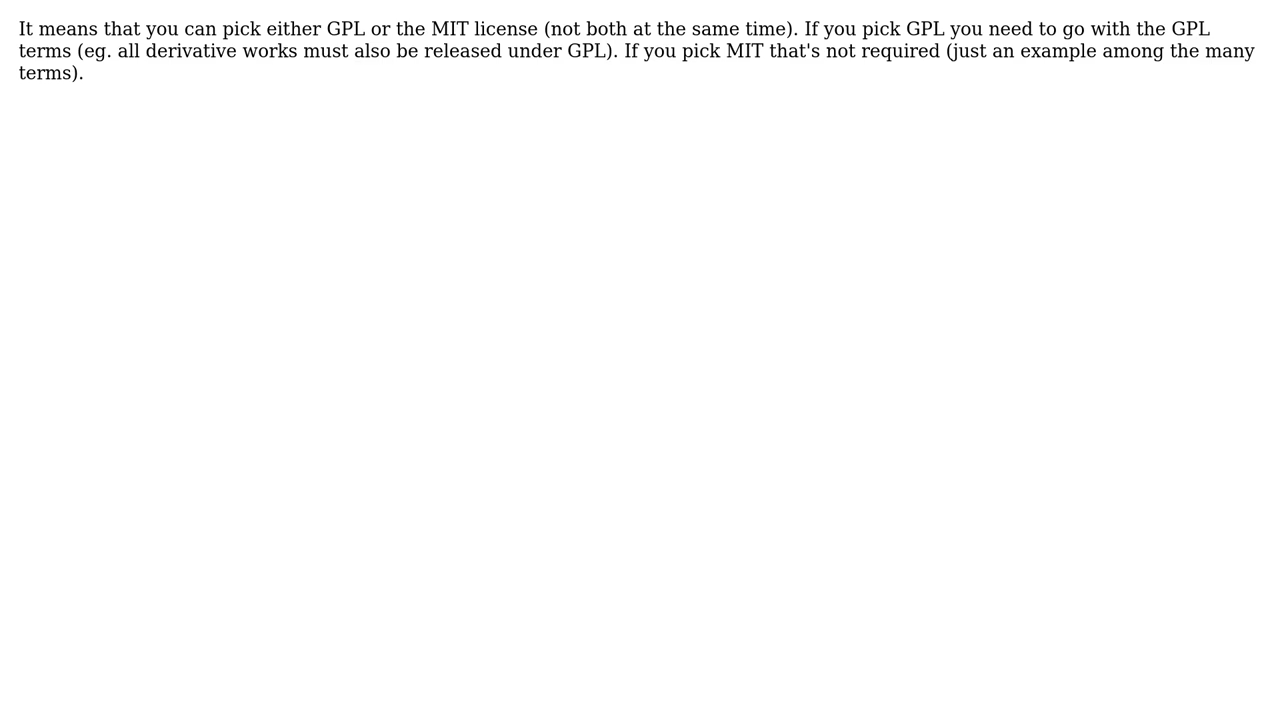 It means that you can pick either GPL or the MIT license (not both at the same time). If you pick GPL you need to go with the GPL
terms (eg. all derivative works must also be released under GPL). If you pick MIT that's not required (just an example among the many
terms).